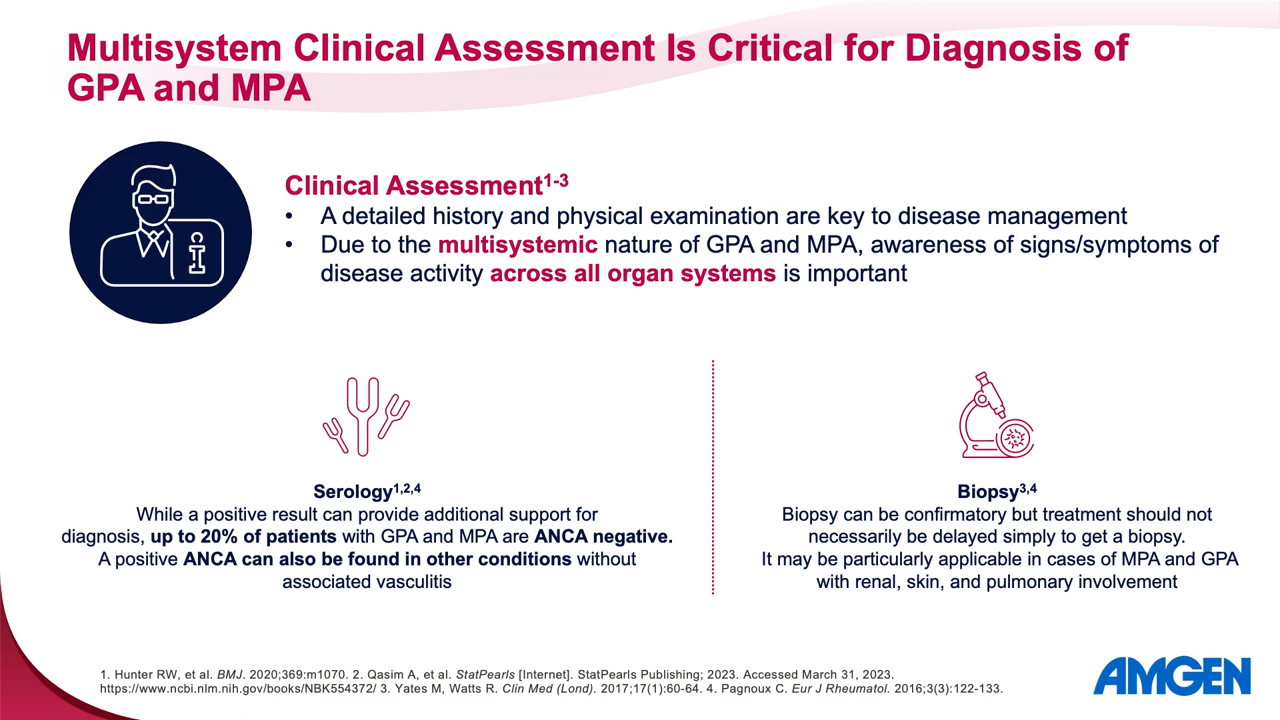 Multisystem Clinical Assessment Is Critical for Diagnosis of
GPA and MPA
Clinical Assessment1-3
• A detailed history and physical examination are key to disease management
• Due to the multisystemic nature of GPA and MPA, awareness of signs/symptoms of
disease activity across all organ systems is important
Serology1,2,4
While a positive result can provide additional support for
diagnosis, up to 20% of patients with GPA and MPA are ANCA negative.
A positive ANCA can also be found in other conditions without
associated vasculitis
Biopsy3,4
Biopsy can be confirmatory but treatment should not
necessarily be delayed simply to get a biopsy.
It may be particularly applicable in cases of MPA and GPA
with renal, skin, and pulmonary involvement
1. Hunter RW, et al. BMJ. 2020;369:m1070. 2. Qasim A, et al. StatPearls [Internet]. StatPearls Publishing; 2023. Accessed March 31, 2023.
https://www.ncbi.nlm.nih.gov/books/NBK554372/ 3. Yates M, Watts R. Clin Med (Lond). 2017;17(1):60-64. 4. Pagnoux C. Eur J Rheumatol. 2016;3(3):122-133.
AMGEN